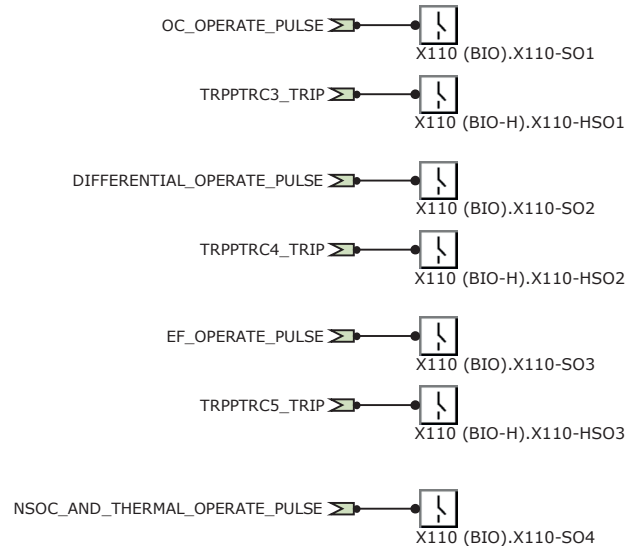 OC_OPERATE_PULSE
X110 (BIO).X110-SO1
TRPPTRC3_TRIP
X110 (BIO-H).X110-HSO1
DIFFERENTIAL_OPERATE_PULSE
X110 (BIO).X110-SO2
TRPPTRC4_TRIP
X110 (BIO-H).X110-HSO2
EF_OPERATE_PULSE
X110 (BIO).X110-SO3
TRPPTRC5_TRIP
X110 (BIO-H).X110-HSO3
NSOC_AND_THERMAL_OPERATE_PULSE
X110 (BIO).X110-SO4